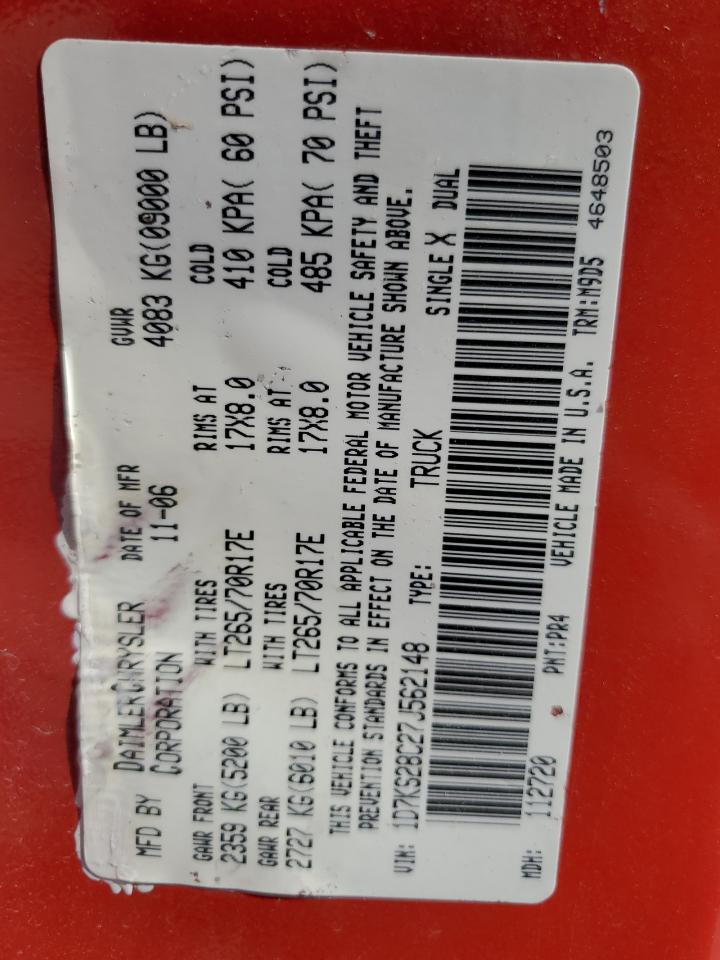 MFD BY DAIMLERCHRYSLER CORPORATION DATE OF MFR 11-06 GVWR 4083 KG(09000 LB)
GAWR FRONT WITH TIRES RIMS AT COLD
2359 KG(5200 LB) LT265/70R17E 17X8.0 410 KPA( 60 PSI)
GAWR REAR WITH TIRES RIMS AT COLD
2727 KG(6010 LB) LT265/70R17E 17X8.0 485 KPA( 70 PSI)
THIS VEHICLE CONFORMS TO ALL APPLICABLE FEDERAL MOTOR VEHICLE SAFETY AND THEFT
PREVENTION STANDARDS IN EFFECT ON THE DATE OF MANUFACTURE SHOWN ABOVE.
VIN: 1D7KS28C27J562148 TYPE: TRUCK SINGLE X DUAL
MDH: 112720 PNT:PR4 VEHICLE MADE IN U.S.A. TRM:M9D5 4648503